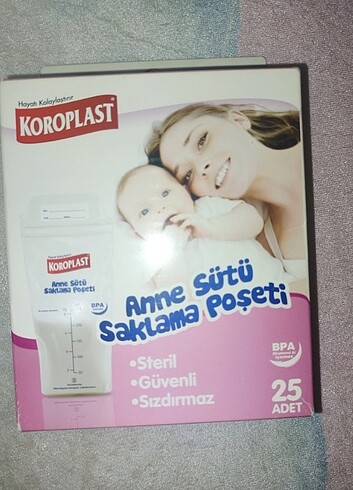 Hayatı Kolaylaştırır
KOROPLAST
KOROPLAST
Anne Sütü
Saklama Poşeti
BPA
Anne Sütü
Saklama Poşeti
•Steril
•Güvenli
•Sızdırmaz
BPA
25
ADET